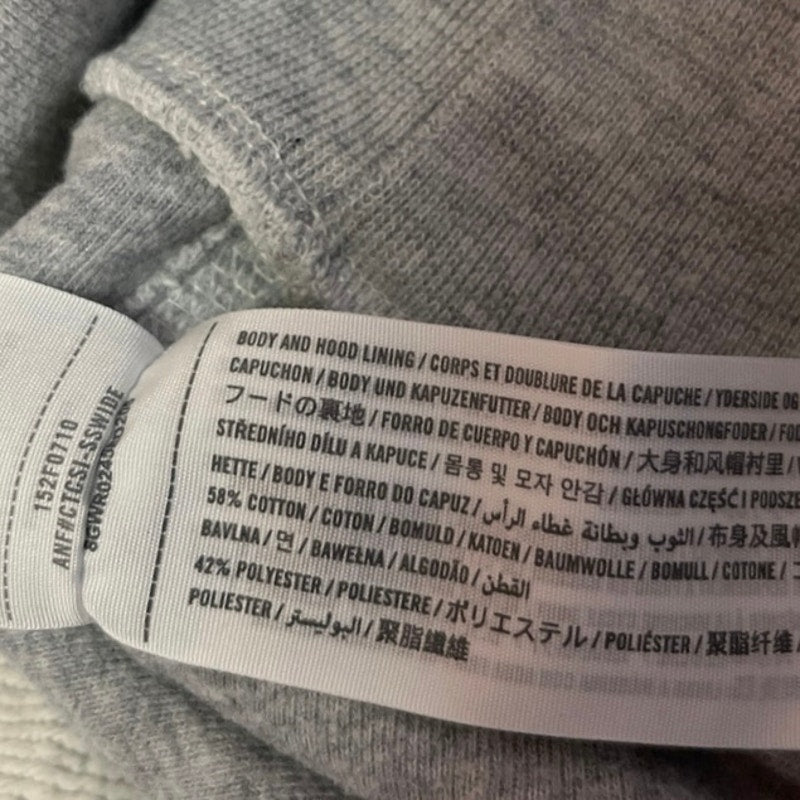 BODY AND HOOD LINING / CORPS ET DOUBLURE DE LA CAPUCHE / YDERSIDE OG
CAPUCHON / BODY UND KAPUZENFUTTER / BODY OCH KAPUSCHONGFODER /
フードの裏地 / FORRO DE CUERPO Y CAPUCHÓN / 大身和风帽衬里 /
STŘEDNÍHO DÍLU A KAPUCE / 몸통 및 모자 안감 / GŁÓWNA CZĘŚĆ I
HETTE / BODY E FORRO DO CAPUZ / الثوب وبطانة غطاء الرأس / 布身及風帽
58% COTTON / COTON / BOMULD / KATOEN / BAUMWOLLE / BOMULL / COTONE /
BAVLNA / 면 / BAWEŁNA / ALGODÃO / القطن
42% POLYESTER / POLIESTERE / ポリエステル / POLIÉSTER / 聚酯纤维 /
POLIESTER / البوليستر / 聚脂纖維
152F0710
ANF#CTGSI-SSWIDE